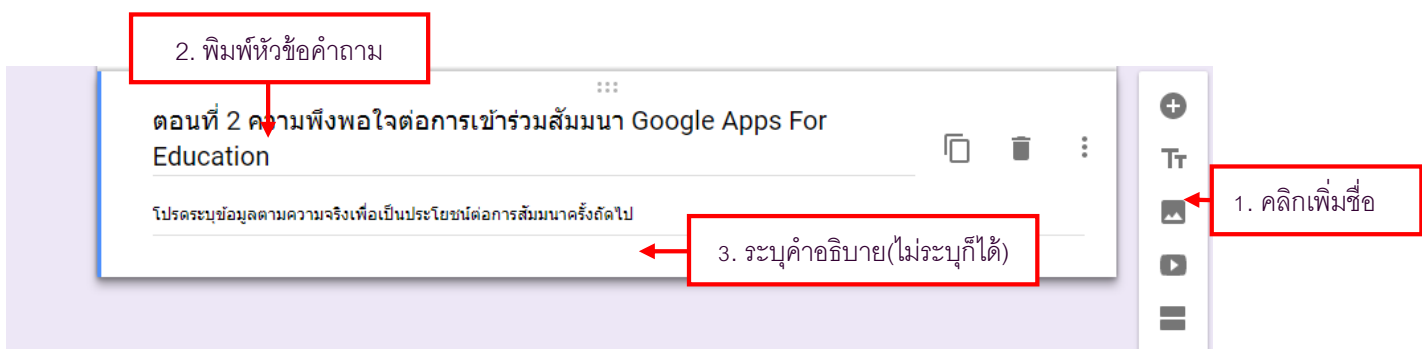 2. พิมพ์หัวข้อคำถาม
ตอนที่ 2 ความพึงพอใจต่อการเข้าร่วมสัมมนา Google Apps For
Education
โปรดระบุข้อมูลตามความจริงเพื่อเป็นประโยชน์ต่อการสัมมนาครั้งถัดไป
Tт
1. คลิกเพิ่มชื่อ
3. ระบุคำอธิบาย(ไม่ระบุก็ได้)